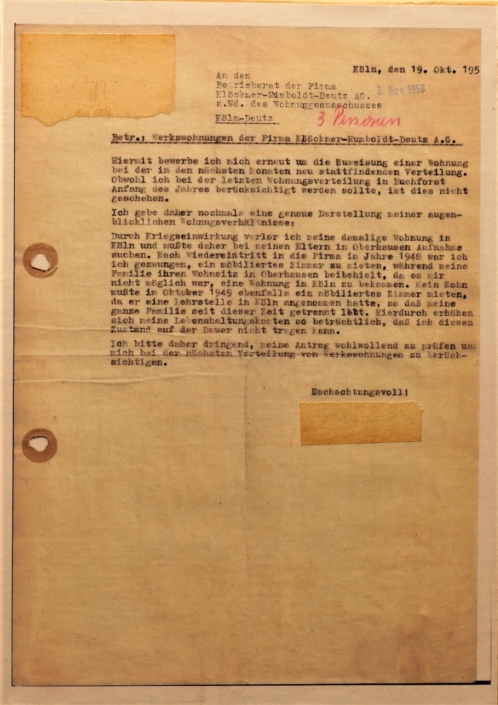 Köln, den 19. Okt. 195
An den
Betriebsrat der Firma
Klöckner-Humboldt-Deutz AG.
z.Hd. des Wohnungsausschusses
Nov 1950
Köln-Deutz
3 Personen
Betr.: Werkswohnungen der Firma Klöckner-Humboldt-Deutz A.G.
Hiermit bewerbe ich mich erneut um die Zuweisung einer Wohnung
bei der in den nächsten Monaten neu stattfindenden Verteilung.
Obwohl ich bei der letzten Wohnungsverteilung in Buchforst
Anfang des Jahres berücksichtigt werden sollte, ist dies nicht
geschehen.
Ich gebe daher nochmals eine genaue Darstellung meiner augen-
blicklichen Wohnungsverhältnisse:
Durch Kriegseinwirkung verlor ich meine damalige Wohnung in
Köln und mußte daher bei meinen Eltern in Oberhausen Aufnahme
suchen. Nach Wiedereintritt in die Firma im Jahre 1948 war ich
ich gezwungen, ein möbiliertes Zimmer zu mieten, während meine
Familie ihren Wohnsitz in Oberhausen beibehielt, da es mir
nicht möglich war, eine Wohnung in Köln zu bekommen. Mein Sohn
mußte im Oktober 1949 ebenfalls ein möbiliertes Zimmer mieten,
da er eine Lehrstelle in Köln angenommen hatte, so daß meine
ganze Familie seit dieser Zeit getrennt lebt. Hierdurch erhöhen
sich meine Lebenshaltungskosten so beträchtlich, daß ich diesen
Zustand auf der Dauer nicht tragen kann.
Ich bitte daher dringend, meine Antrag wohlwollend zu prüfen und
mich bei der nächsten Verteilung von Werkswohnungen zu berück-
sichtigen.
Hochachtungsvoll!